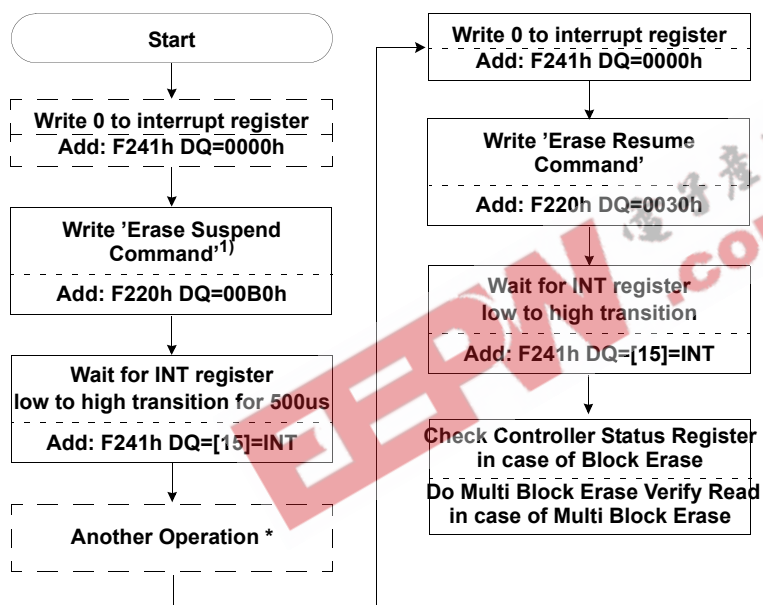 Start
Write 0 to interrupt register
Add: F241h DQ=0000h
Write ’Erase Suspend
Command’1)
Add: F220h DQ=00B0h
Wait for INT register
low to high transition for 500us
Add: F241h DQ=[15]=INT
Another Operation *
Write 0 to interrupt register
Add: F241h DQ=0000h
Write ’Erase Resume
Command’
Add: F220h DQ=0030h
Wait for INT register
low to high transition
Add: F241h DQ=[15]=INT
Check Controller Status Register
in case of Block Erase
Do Multi Block Erase Verify Read
in case of Multi Block Erase
EEPW
電子產